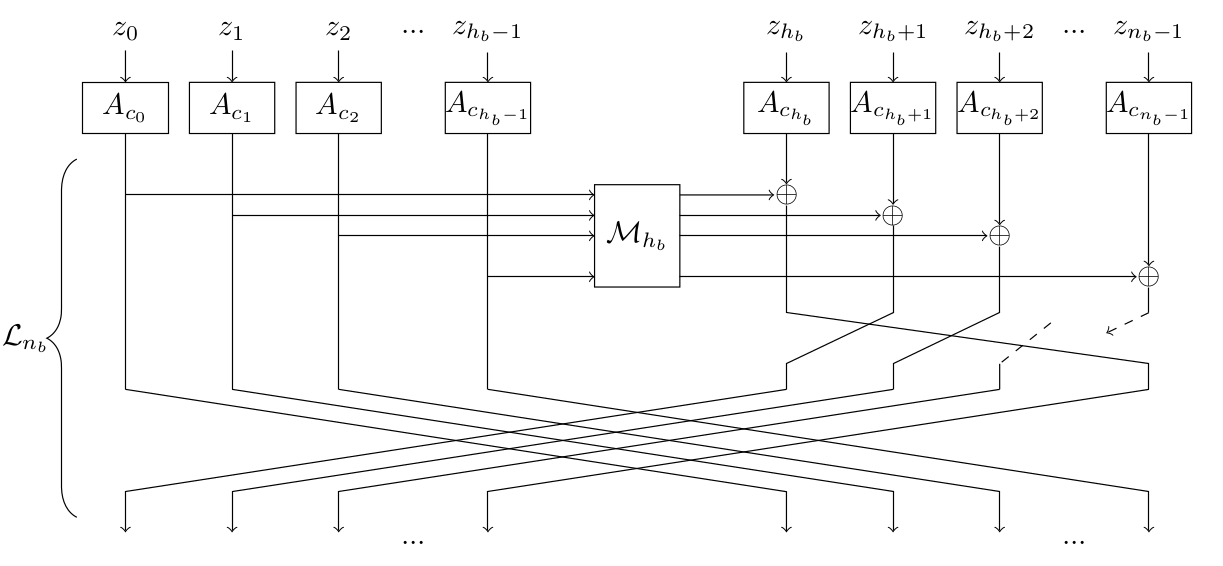 z_0 z_1 z_2 ... z_{h_b-1} z_{h_b} z_{h_b+1} z_{h_b+2} ... z_{n_b-1}
A_{c_0} A_{c_1} A_{c_2} A_{c_{h_b-1}} A_{c_{h_b}} A_{c_{h_b+1}} A_{c_{h_b+2}} A_{c_{n_b-1}}
ℳ_{h_b}
ℒ_{n_b}
... ...